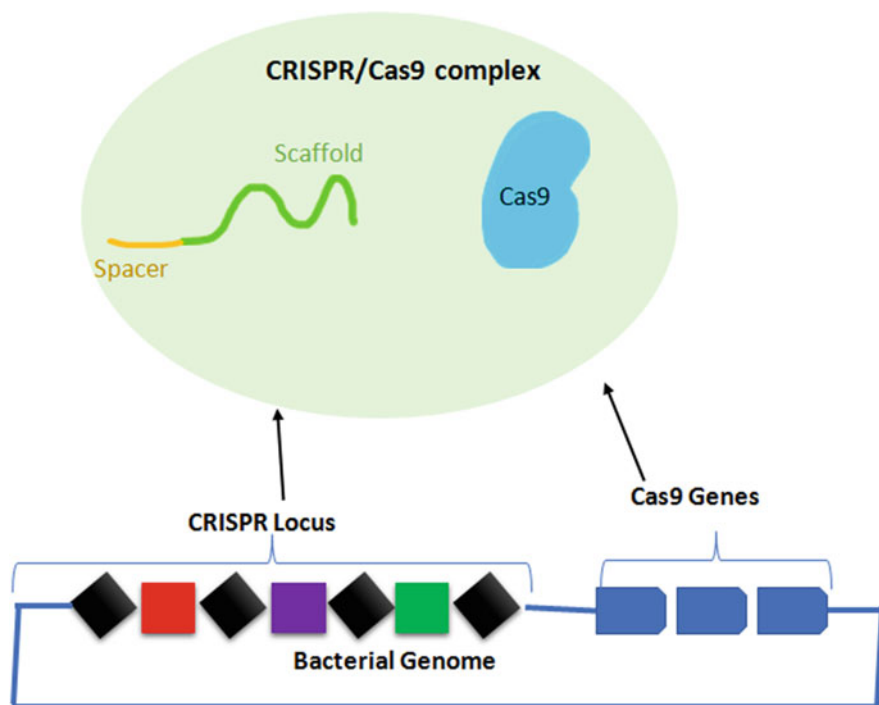 CRISPR/Cas9 complex
Scaffold
Cas9
Spacer
Cas9 Genes
CRISPR Locus
Bacterial Genome